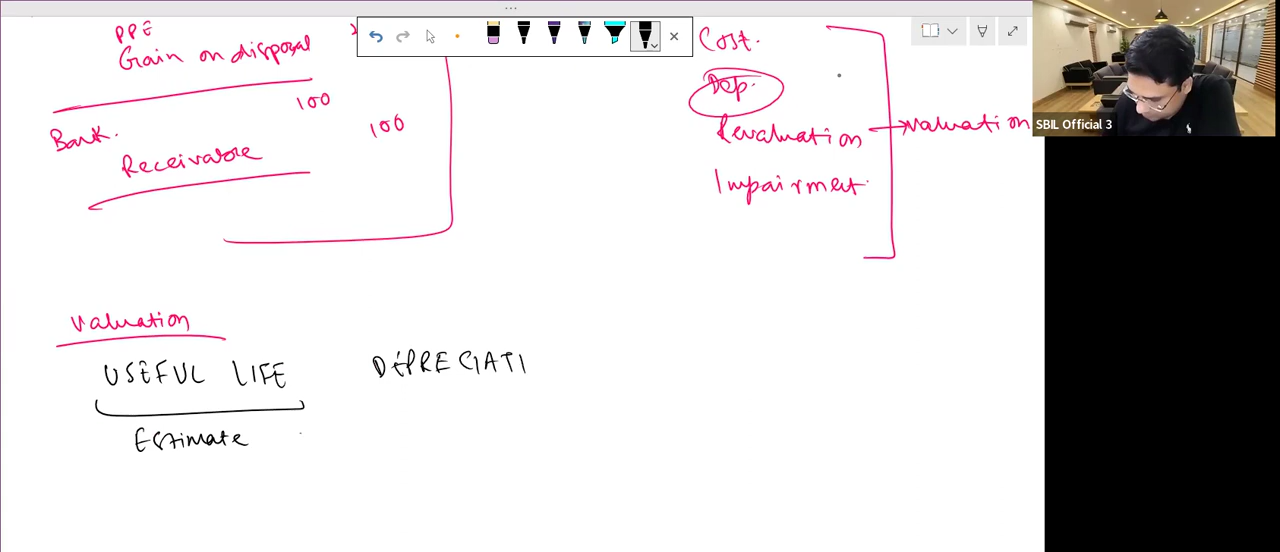 PPE
Gain on disposal
100
Bank.
100
Receivable
Cost.
Dep.
Revaluation → Valuation
Impairment
SBIL Official 3
Valuation
USEFUL LIFE DEPRECIATI
Estimate